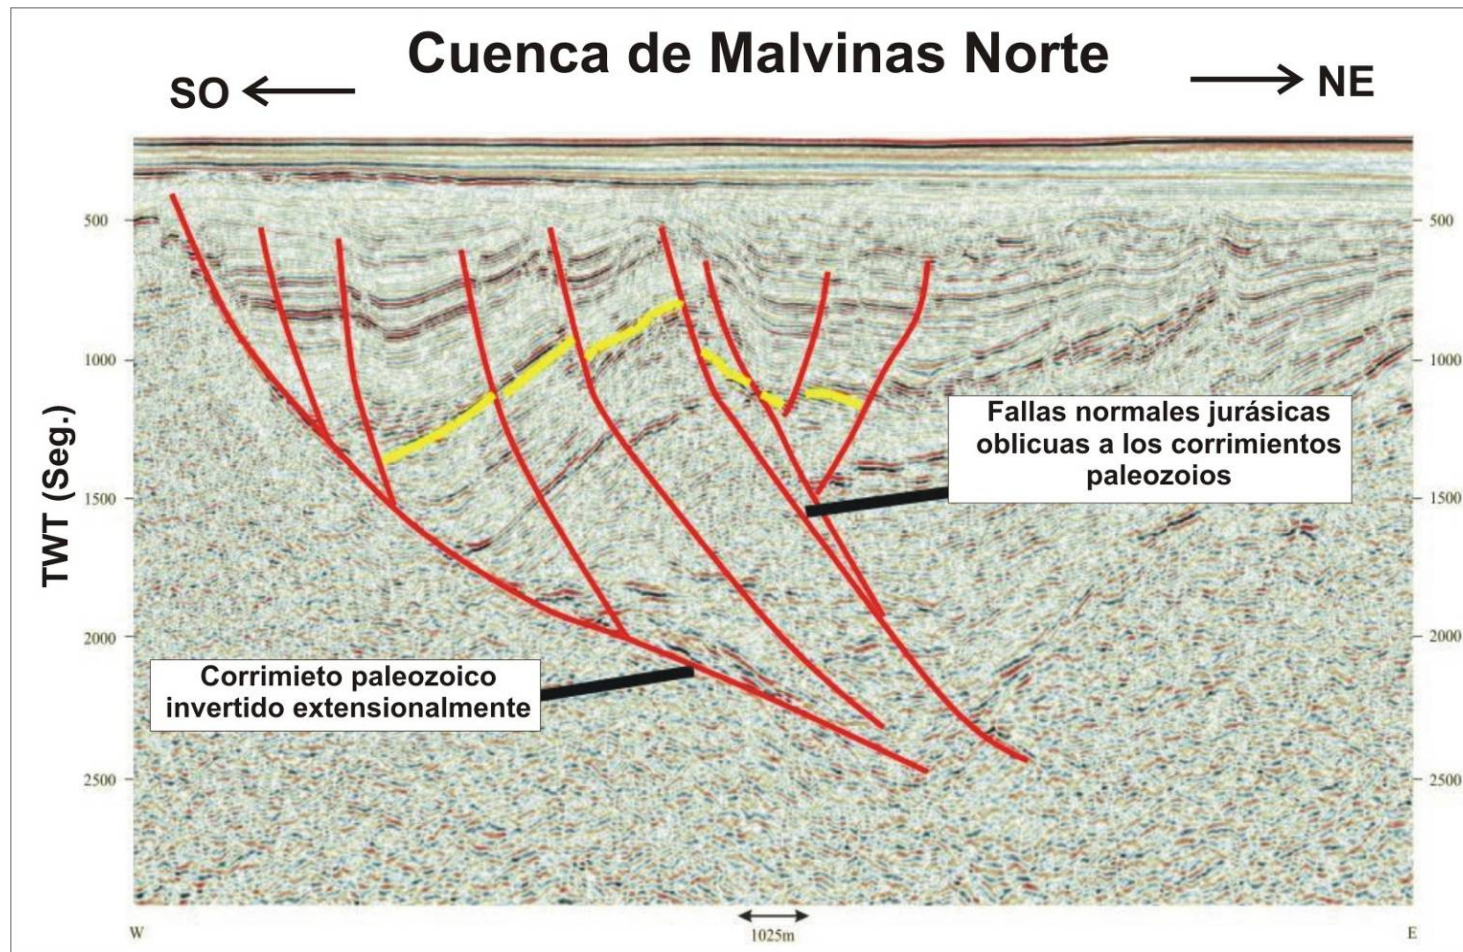 Cuenca de Malvinas Norte
SO
NE
500
500
1000
1000
Fallas normales jurásicas
oblicuas a los corrimientos
paleozoios
TWT (Seg.)
1500
1500
2000
2000
Corrimieto paleozoico
invertido extensionalmente
2500
2500
W
1025m
E